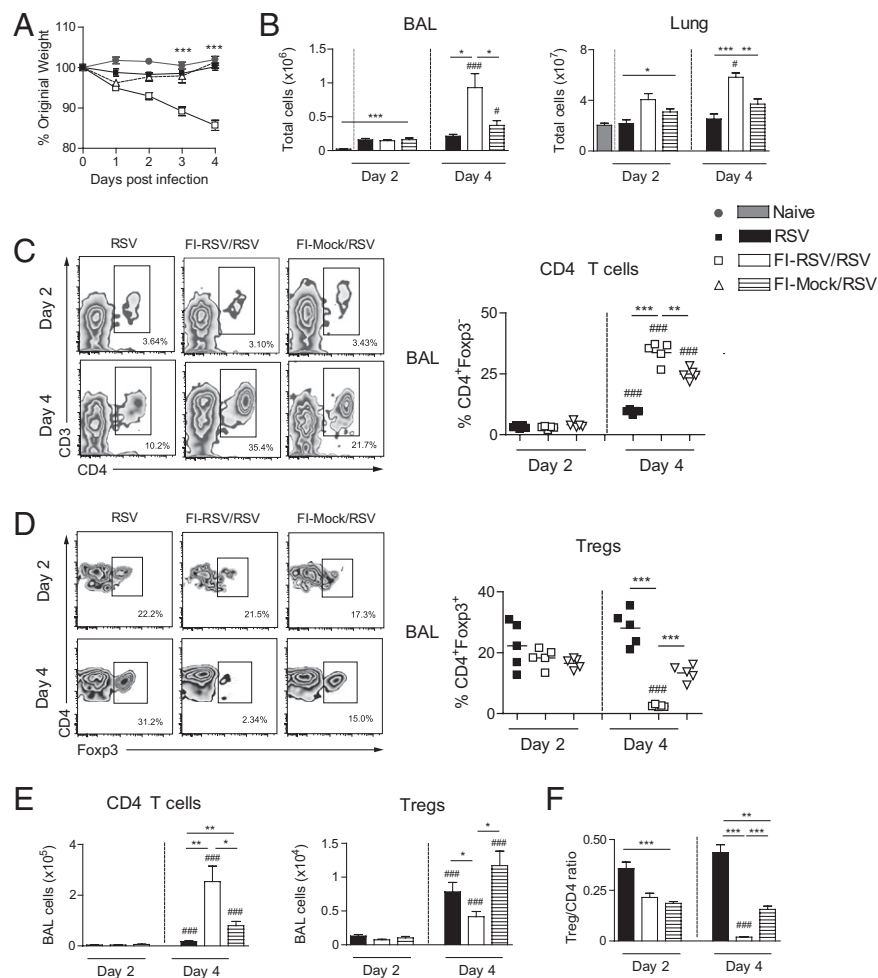 A
% Originial Weight
100
90
80
0 1 2 3 4
Days post infection
*** ***
B
BAL
Total cells (x10⁶)
1.5
1
0.5
0
***
* *
###
#
Day 2 Day 4
Lung
Total cells (x10⁷)
10
8
6
4
2
0
*
*** **
#
Day 2 Day 4
Naive
RSV
FI-RSV/RSV
FI-Mock/RSV
C
RSV FI-RSV/RSV FI-Mock/RSV
Day 2
3.64% 3.10% 3.43%
Day 4
10.2% 35.4% 21.7%
CD3
CD4
CD4 T cells
BAL
% CD4⁺Foxp3⁻
50
25
0
*** **
###
###
###
Day 2 Day 4
D
RSV FI-RSV/RSV FI-Mock/RSV
Day 2
22.2% 21.5% 17.3%
Day 4
31.2% 2.34% 15.0%
CD4
Foxp3
Tregs
BAL
% CD4⁺Foxp3⁺
40
20
0
***
***
###
Day 2 Day 4
E
CD4 T cells
BAL cells (x10⁵)
4
2
0
**
** *
###
###
###
Day 2 Day 4
Tregs
BAL cells (x10⁴)
1.5
1
0.5
0
*
*
###
###
###
Day 2 Day 4
F
Treg/CD4 ratio
0.50
0.25
0
***
**
*** ***
###
Day 2 Day 4